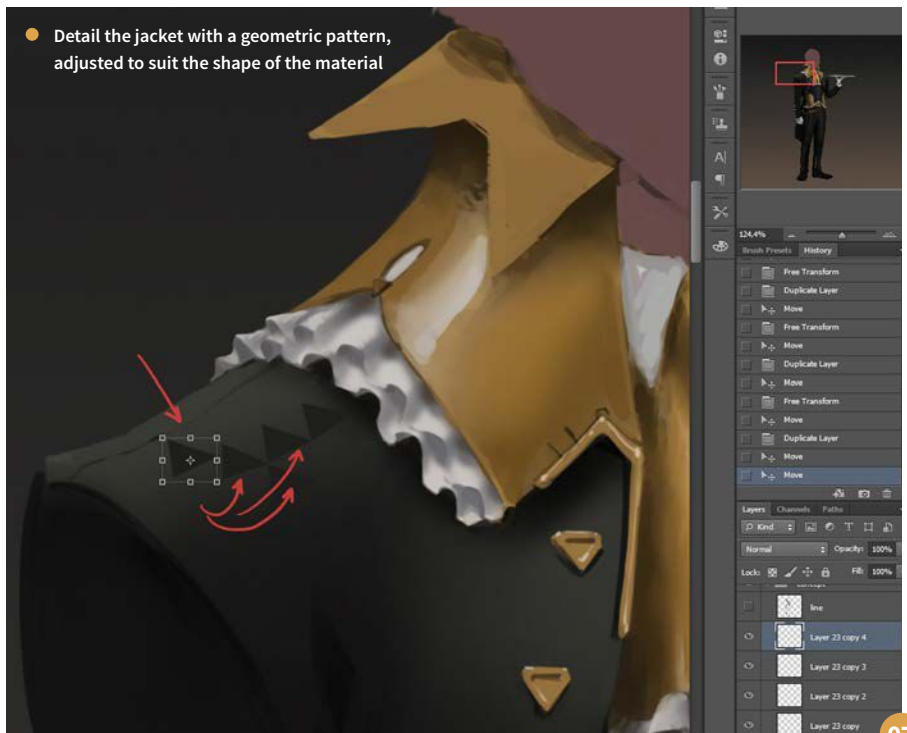 Detail the jacket with a geometric pattern,
adjusted to suit the shape of the material
A
124,4%
Brush Presets History
Free Transform
Duplicate Layer
Move
Free Transform
Move
Duplicate Layer
Move
Free Transform
Move
Duplicate Layer
Move
Move
Layers Channels Paths
Kind
T
Normal
Opacity: 100%
Lock:
Fill: 100%
line
Layer 23 copy 4
Layer 23 copy 3
Layer 23 copy 2
Layer 23 copy